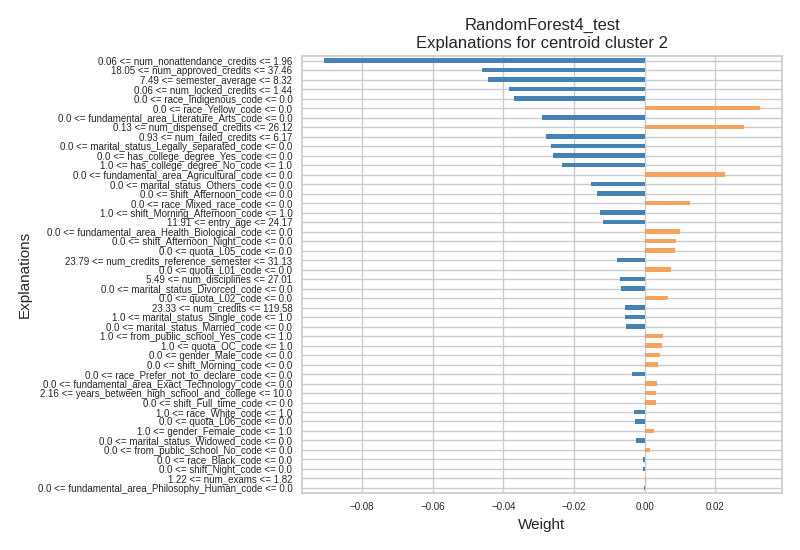 RandomForest4_test
Explanations for centroid cluster 2
0.06 <= num_nonattendance_credits <= 1.96
18.05 <= num_approved_credits <= 37.46
7.49 <= semester_average <= 8.32
0.06 <= num_locked_credits <= 1.44
0.0 <= race_Indigenous_code <= 0.0
0.0 <= race_Yellow_code <= 0.0
0.0 <= fundamental_area_Literature_Arts_code <= 0.0
0.13 <= num_dispensed_credits <= 26.12
0.93 <= num_failed_credits <= 6.17
0.0 <= marital_status_Legally_separated_code <= 0.0
0.0 <= has_college_degree_Yes_code <= 0.0
1.0 <= has_college_degree_No_code <= 1.0
0.0 <= fundamental_area_Agricultural_code <= 0.0
0.0 <= marital_status_Others_code <= 0.0
0.0 <= shift_Afternoon_code <= 0.0
0.0 <= race_Mixed_race_code <= 0.0
1.0 <= shift_Morning_Afternoon_code <= 1.0
11.91 <= entry_age <= 24.17
0.0 <= fundamental_area_Health_Biological_code <= 0.0
0.0 <= shift_Afternoon_Night_code <= 0.0
0.0 <= quota_L05_code <= 0.0
23.79 <= num_credits_reference_semester <= 31.13
0.0 <= quota_L01_code <= 0.0
5.49 <= num_disciplines <= 27.01
0.0 <= marital_status_Divorced_code <= 0.0
0.0 <= quota_L02_code <= 0.0
23.33 <= num_credits <= 119.58
1.0 <= marital_status_Single_code <= 1.0
0.0 <= marital_status_Married_code <= 0.0
1.0 <= from_public_school_Yes_code <= 1.0
1.0 <= quota_OC_code <= 1.0
0.0 <= gender_Male_code <= 0.0
0.0 <= shift_Morning_code <= 0.0
0.0 <= race_Prefer_not_to_declare_code <= 0.0
0.0 <= fundamental_area_Exact_Technology_code <= 0.0
2.16 <= years_between_high_school_and_college <= 10.0
0.0 <= shift_Full_time_code <= 0.0
1.0 <= race_White_code <= 1.0
0.0 <= quota_L06_code <= 0.0
1.0 <= gender_Female_code <= 1.0
0.0 <= marital_status_Widowed_code <= 0.0
0.0 <= from_public_school_No_code <= 0.0
0.0 <= race_Black_code <= 0.0
0.0 <= shift_Night_code <= 0.0
1.22 <= num_exams <= 1.82
0.0 <= fundamental_area_Philosophy_Human_code <= 0.0
Explanations
−0.08 −0.06 −0.04 −0.02 0.00 0.02
Weight